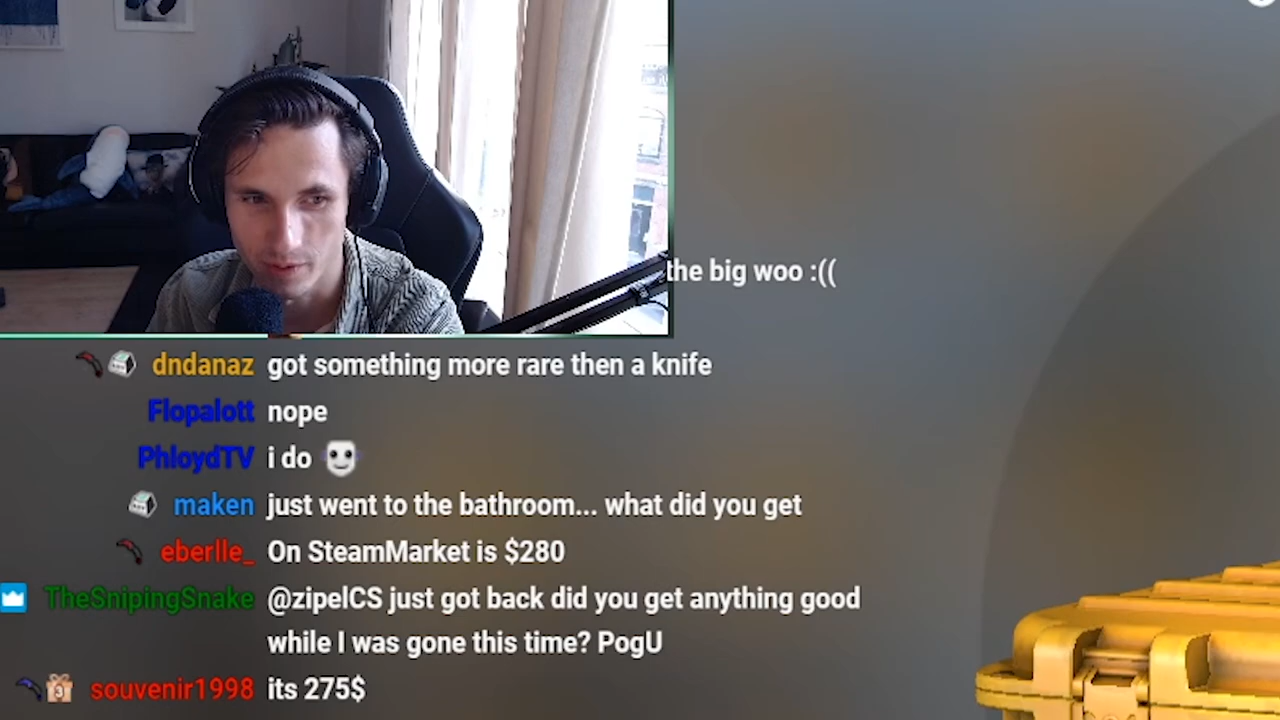 the big woo :((
dndanaz got something more rare then a knife
Flopalott nope
PhloydTV i do
maken just went to the bathroom... what did you get
eberlle_ On SteamMarket is $280
TheSnipingSnake @zipelCS just got back did you get anything good
while I was gone this time? PogU
souvenir1998 its 275$